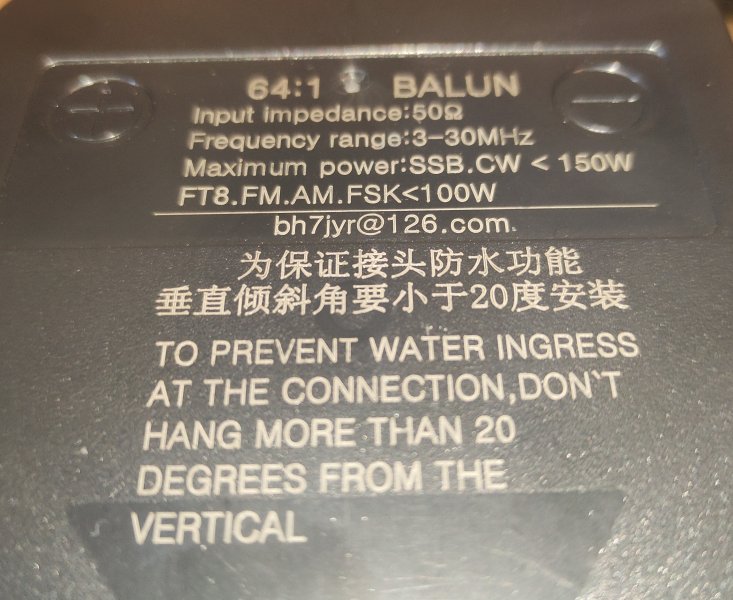 64:1 BALUN
Input impedance:50Ω
Frequency range:3-30MHz
Maximum power:SSB.CW < 150W
FT8.FM.AM.FSK<100W
bh7jyr@126.com
为保证接头防水功能
垂直倾斜角要小于20度安装
TO PREVENT WATER INGRESS
AT THE CONNECTION,DON`T
HANG MORE THAN 20
DEGREES FROM THE
VERTICAL